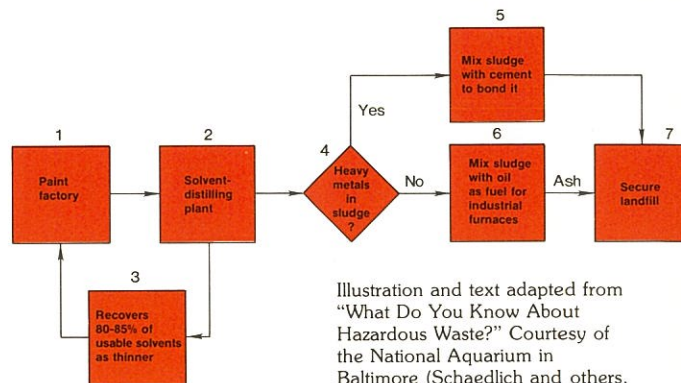 1
Paint
factory
2
Solvent-
distilling
plant
3
Recovers
80-85% of
usable solvents
as thinner
4
Heavy
metals
in
sludge
?
Yes
No
5
Mix sludge
with cement
to bond it
6
Mix sludge
with oil
as fuel for
industrial
furnaces
Ash
7
Secure
landfill
Illustration and text adapted from
“What Do You Know About
Hazardous Waste?” Courtesy of
the National Aquarium in
Baltimore (Schaedlich and others,